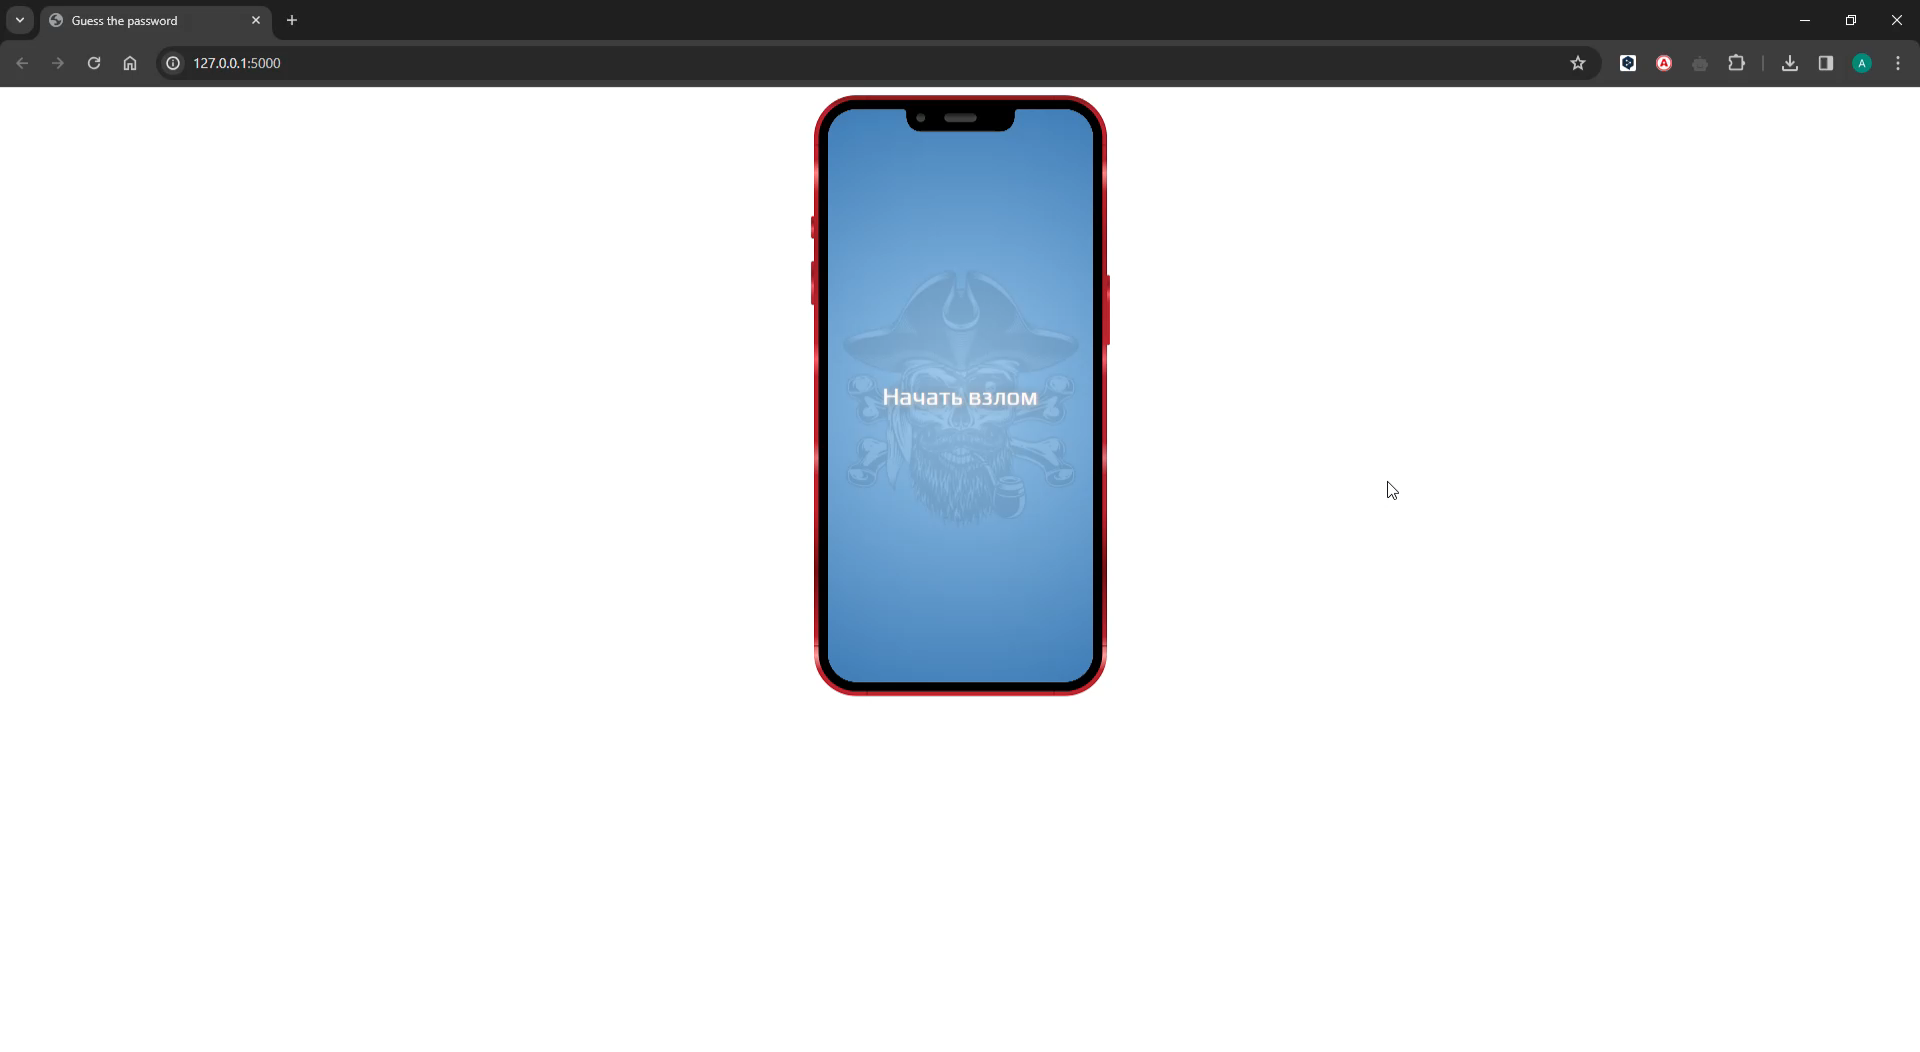 Guess the password
127.0.0.1:5000
A
A
Начать взлом